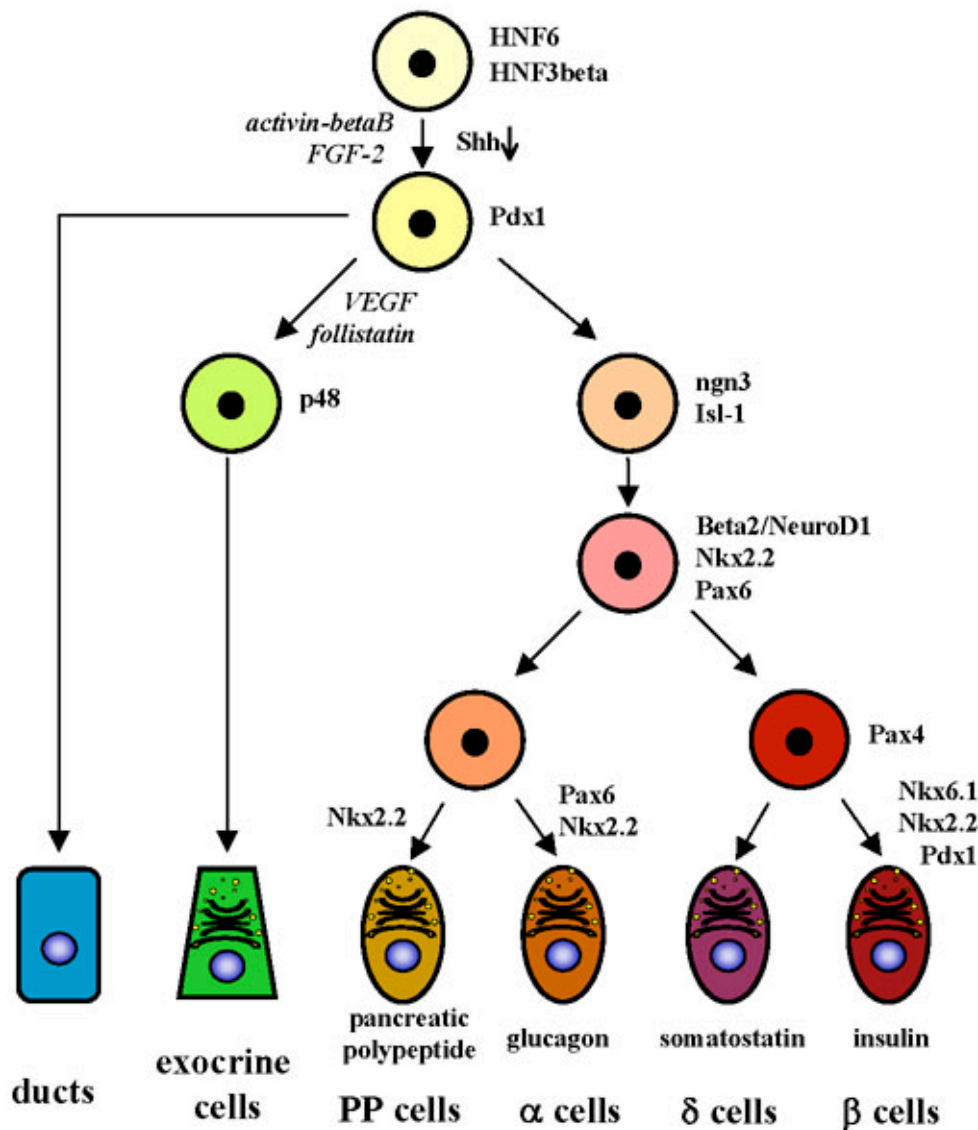 HNF6
HNF3beta
activin-betaB
FGF-2
Shh↓
Pdx1
VEGF
follistatin
p48
ngn3
Isl-1
Beta2/NeuroD1
Nkx2.2
Pax6
Pax4
Nkx2.2
Pax6
Nkx2.2
Nkx6.1
Nkx2.2
Pdx1
pancreatic
polypeptide
glucagon
somatostatin
insulin
ducts
exocrine
cells
PP cells
α cells
δ cells
β cells